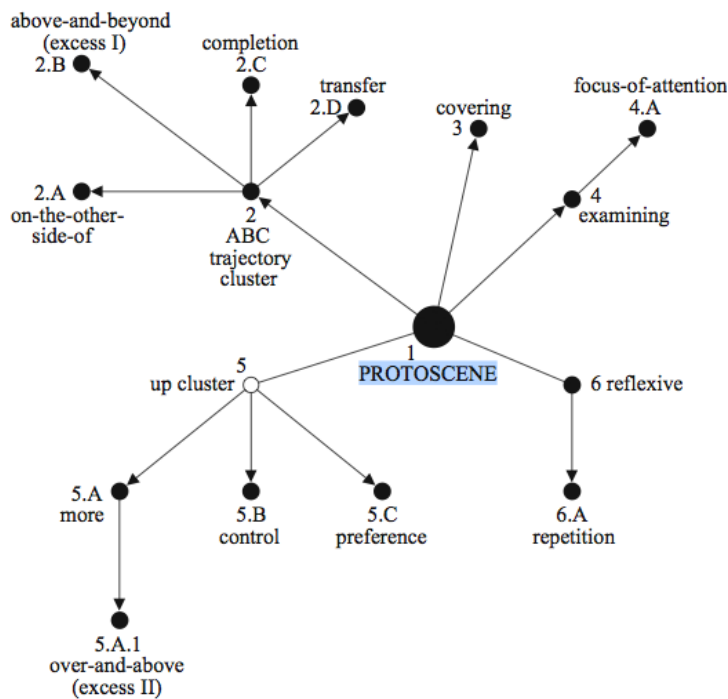 above-and-beyond
(excess I)
2.B
completion
2.C
transfer
2.D
covering
3
focus-of-attention
4.A
2.A
on-the-other-
side-of
2
ABC
trajectory
cluster
4
examining
1
PROTOSCENE
5
up cluster
6 reflexive
5.A
more
5.B
control
5.C
preference
6.A
repetition
5.A.1
over-and-above
(excess II)